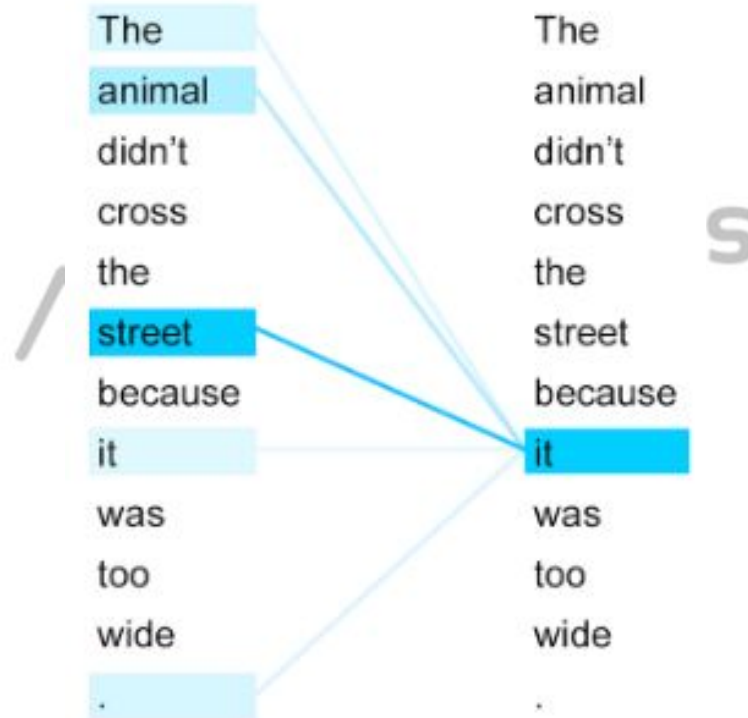 The The
animal animal
didn't didn't
cross cross
the the
street street
because because
it it
was was
too too
wide wide
. .